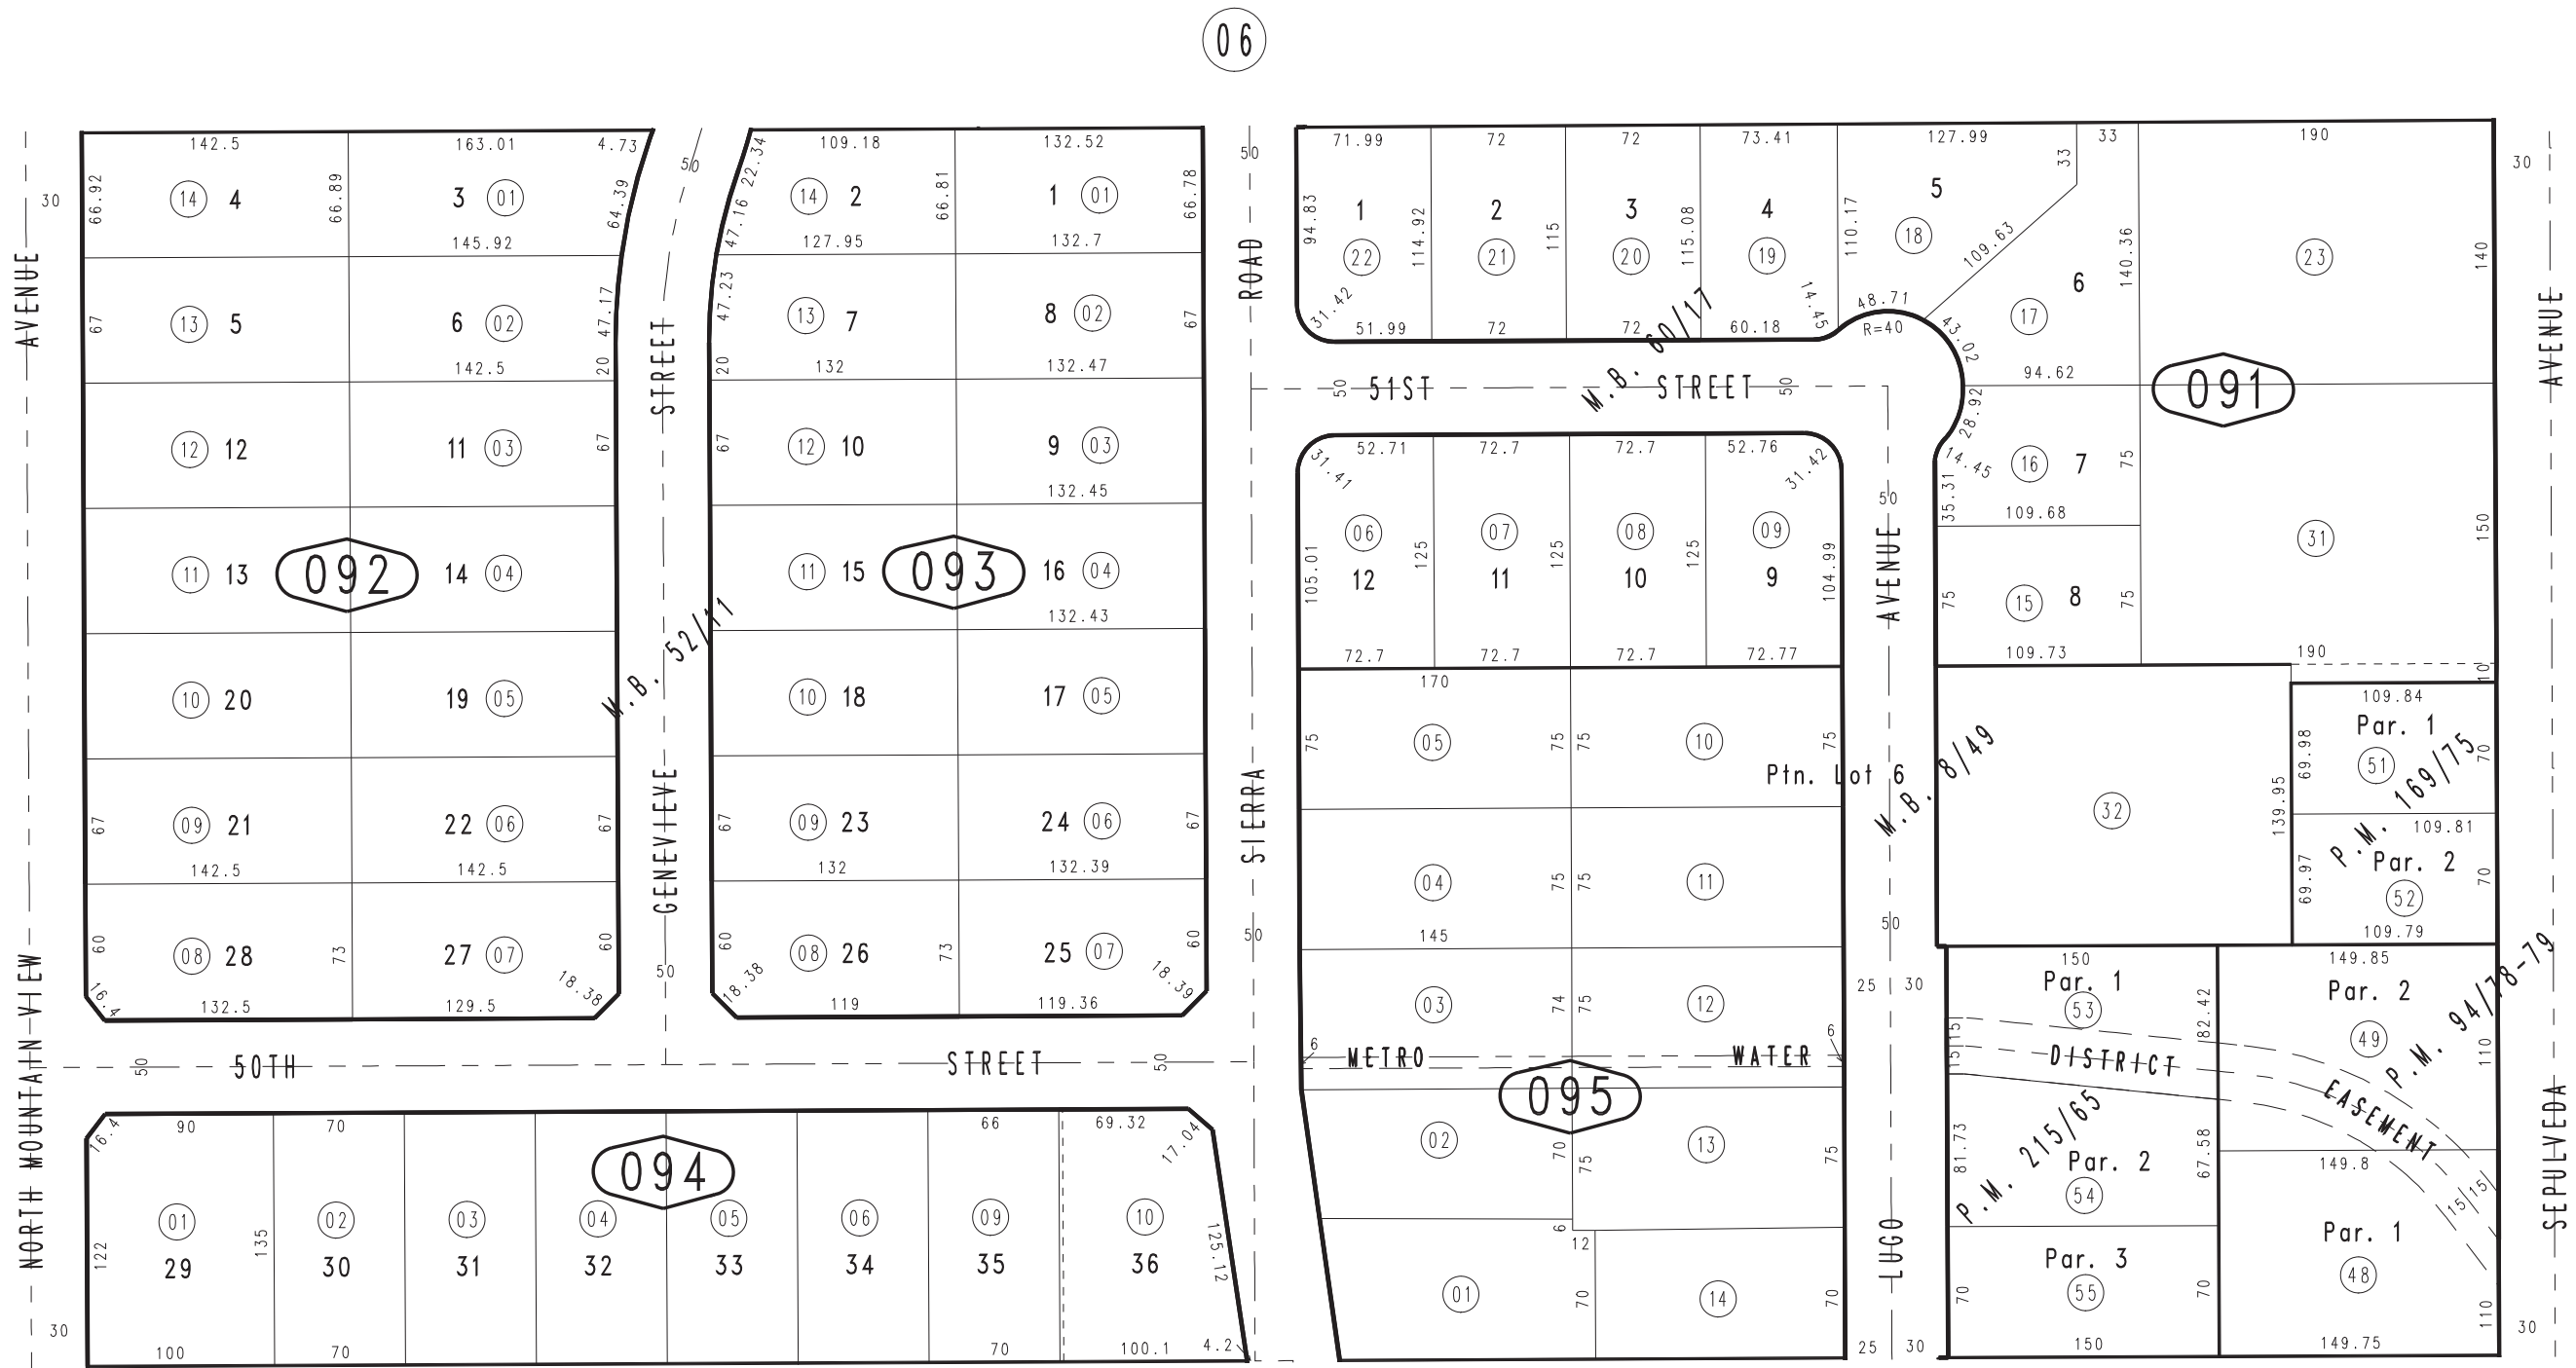 06
142.5 163.01 4.73 50 109.18 132.52 50 71.99 72 72 73.41 127.99 33 190 30
66.92 66.89 64.39 47.16 22.34 66.81 66.78 94.83 114.92 115 115.08 110.17 33 140.36 140
30 14 4 3 01 14 2 1 01
1 2 3 4 5
22 21 20 19 18 109.63 23
145.92 127.95 132.7
6 17
AVENUE 67 13 5 6 02 47.17 47.23 13 7 8 02 67 ROAD
31.42 51.99 72 72 60.18 14.45 48.71 R=40 43.02
142.5 20 20 132 132.47 94.62
STREET
50 51ST STREET 50 091 AVENUE
M.B. 60/17
12 12 11 03 67 67 12 10 9 03
132.45
31.41 52.71 72.7 72.7 52.76 31.42 28.92 14.45 16 7 75
50 35.31 109.68
06 07 08 09 31 150
105.01 125 125 125 104.99 AVENUE
12 11 10 9 75 15 8 75
11 13 092 14 04 11 15 093 16 04
132.43
M.B. 52/11
72.7 72.7 72.7 72.77 109.73 190 10
10 20 19 05 10 18 17 05
170 109.84
75 05 75 75 10 75 Par. 1
69.98 51 70
Ptn. Lot 6 M.B. 8/49 P.M. 169/75
32 139.95
67 09 21 22 06 67 67 09 23 24 06 67
142.5 142.5 132 132.39
GENEVIEVE SIERRA
109.81
Par. 2
69.97 52 70
04 75 75 11
145 50 109.79
50
60 08 28 73 27 07 60 60 08 26 73 25 07 60
16.4 132.5 129.5 18.38 50 18.38 119 119.36 18.39
150 149.85
03 74 75 12 25 30 Par. 1 53 82.42 Par. 2 49 110
P.M. 94/78-79
50 50TH STREET 50
6 METRO WATER 6 15 15 DISTRICT EASEMENT
095
NORTH MOUNTAIN VIEW
SEPULVEDA
16.4 90 70 66 69.32 17.04
094
02 70 75 13 75 81.73 P.M. 215/65 Par. 2 54 67.58 149.8 15 15
01 02 03 04 05 06 09 10
122 135 125.12
29 30 31 32 33 34 35 36
6 12 LUGO
01 70 14 70 70 Par. 3 55 70 Par. 1 48 110
30 100 70 70 100.1 4.2 25 30 150 149.75 30